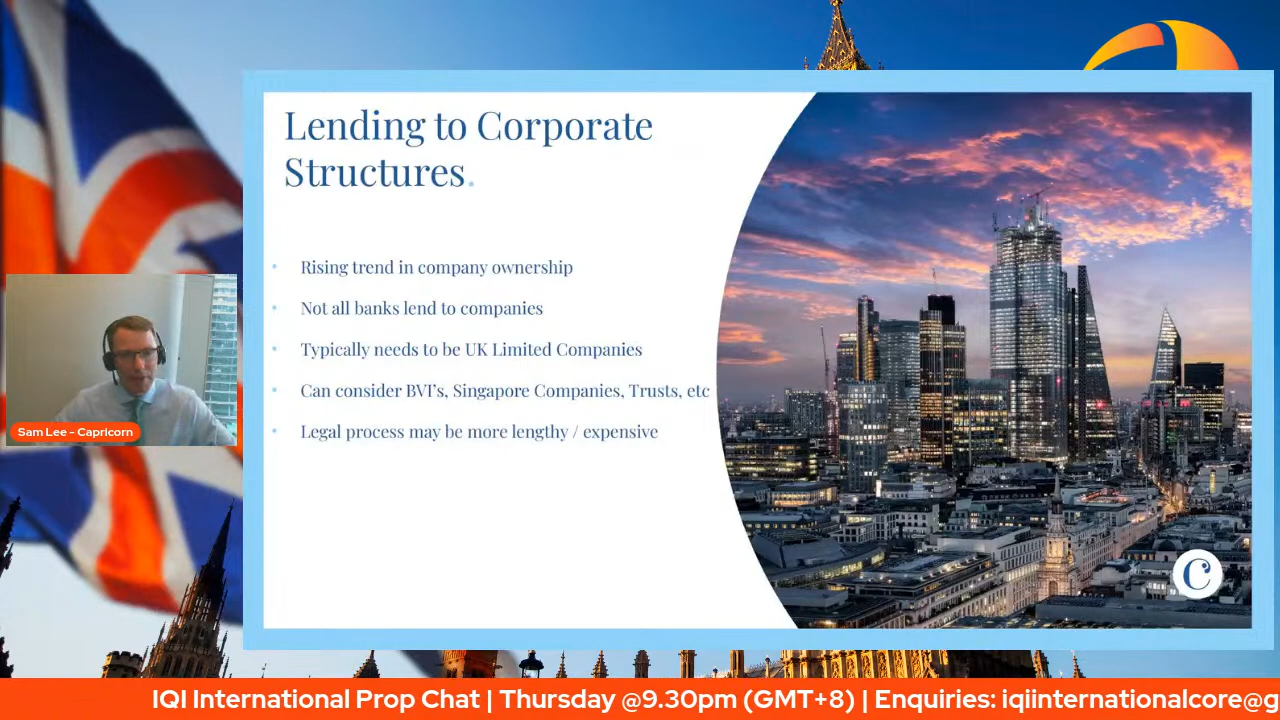 Lending to Corporate
Structures.
• Rising trend in company ownership
• Not all banks lend to companies
• Typically needs to be UK Limited Companies
• Can consider BVI's, Singapore Companies, Trusts, etc
• Legal process may be more lengthy / expensive
C
Sam Lee - Capricorn
IQI International Prop Chat | Thursday @9.30pm (GMT+8) | Enquiries: iqiinternationalcore@g